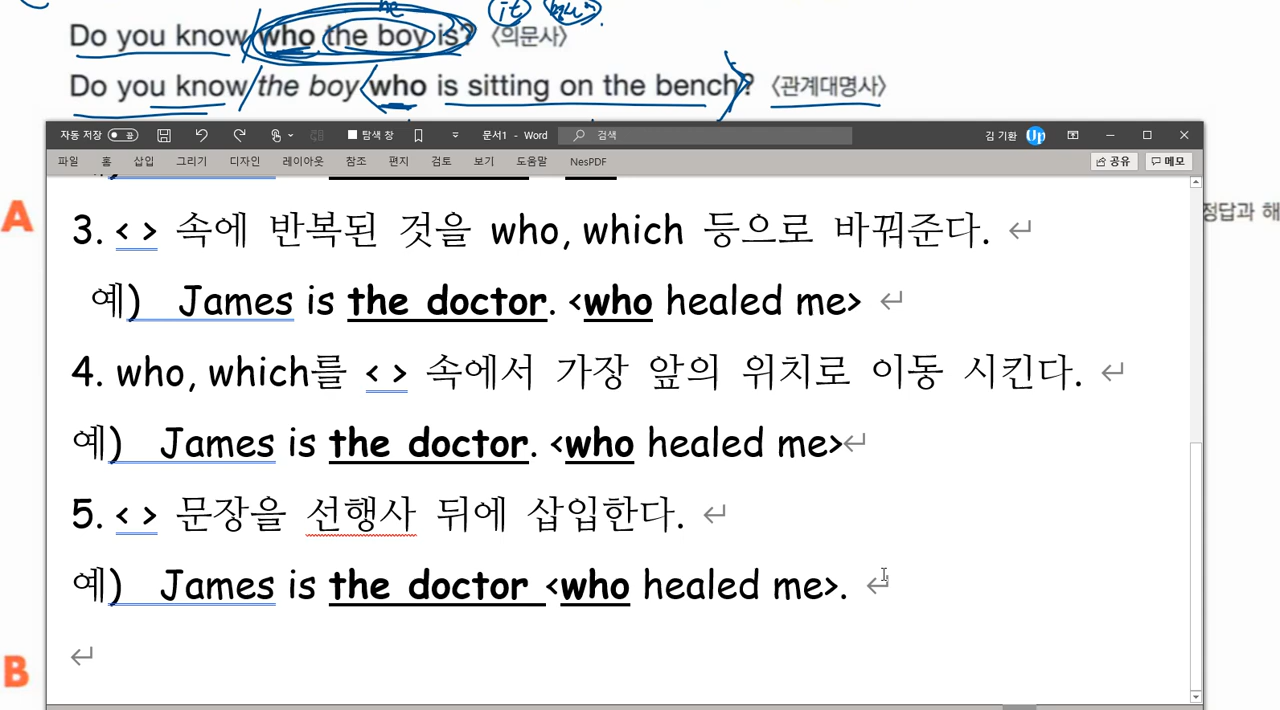 he it
Do you know who the boy is? <의문사>
Do you know the boy who is sitting on the bench? <관계대명사>
자동 저장 문서1 - Word 검색 김 기환 Up
파일 홈 삽입 그리기 디자인 레이아웃 참조 편지 검토 보기 도움말 NesPDF 공유 메모
탐색 창
A
정답과 해
3. < > 속에 반복된 것을 who, which 등으로 바꿔준다.
예) James is the doctor. <who healed me>
4. who, which를 < > 속에서 가장 앞의 위치로 이동 시킨다.
예) James is the doctor. <who healed me>
5. < > 문장을 선행사 뒤에 삽입한다.
예) James is the doctor <who healed me>.
B